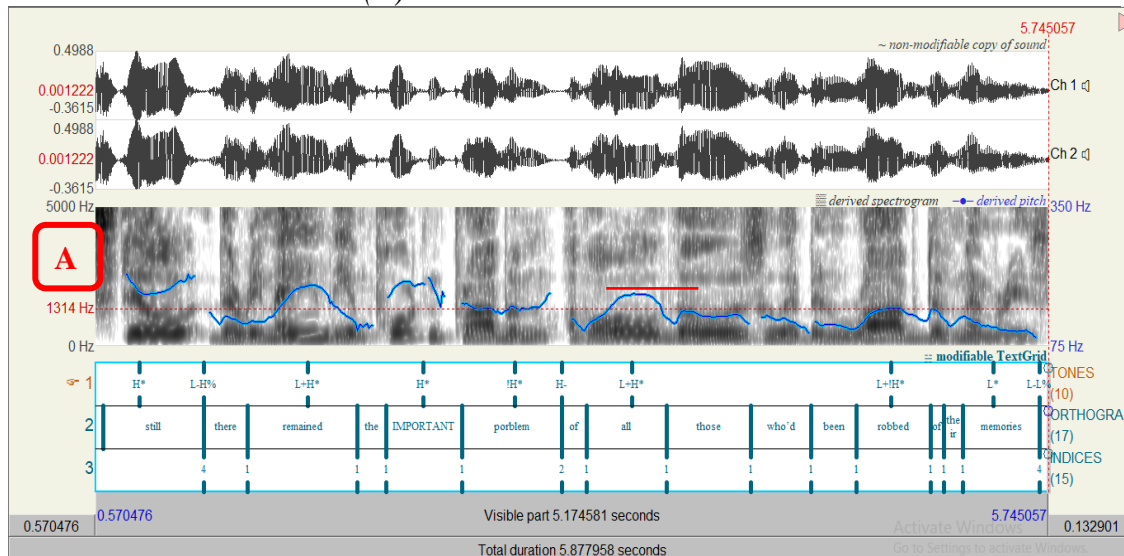 5.745057
~ non-modifiable copy of sound
0.4988
0.001222
-0.3615
Ch 1
0.4988
0.001222
-0.3615
Ch 2
5000 Hz
derived spectrogram
derived pitch
350 Hz
A
1314 Hz
0 Hz
75 Hz
modifiable TextGrid
1 H* L-H% L+H* H* !H* H- L+H* L+!H* L* L-L%
TONES
(10)
2 still there remained the IMPORTANT porblem of all those who'd been robbed of the ir memories
ORTHOGRA
(17)
3 4 1 1 1 1 2 1 1 1 1 1 1 1 1 4
INDICES
(15)
0.570476 0.570476 Visible part 5.174581 seconds 5.745057 0.132901
Total duration 5.877958 seconds
Activate Windows
Go to Settings to activate Windows.